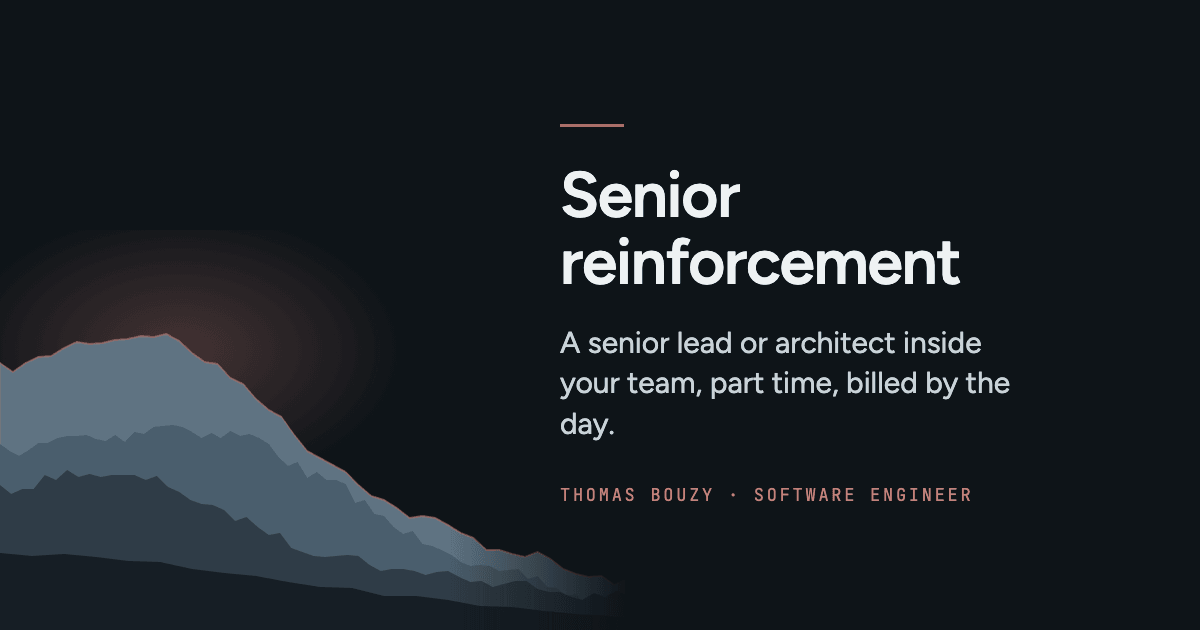 Senior
reinforcement
A senior lead or architect inside
your team, part time, billed by the
day.
THOMAS BOUZY · SOFTWARE ENGINEER